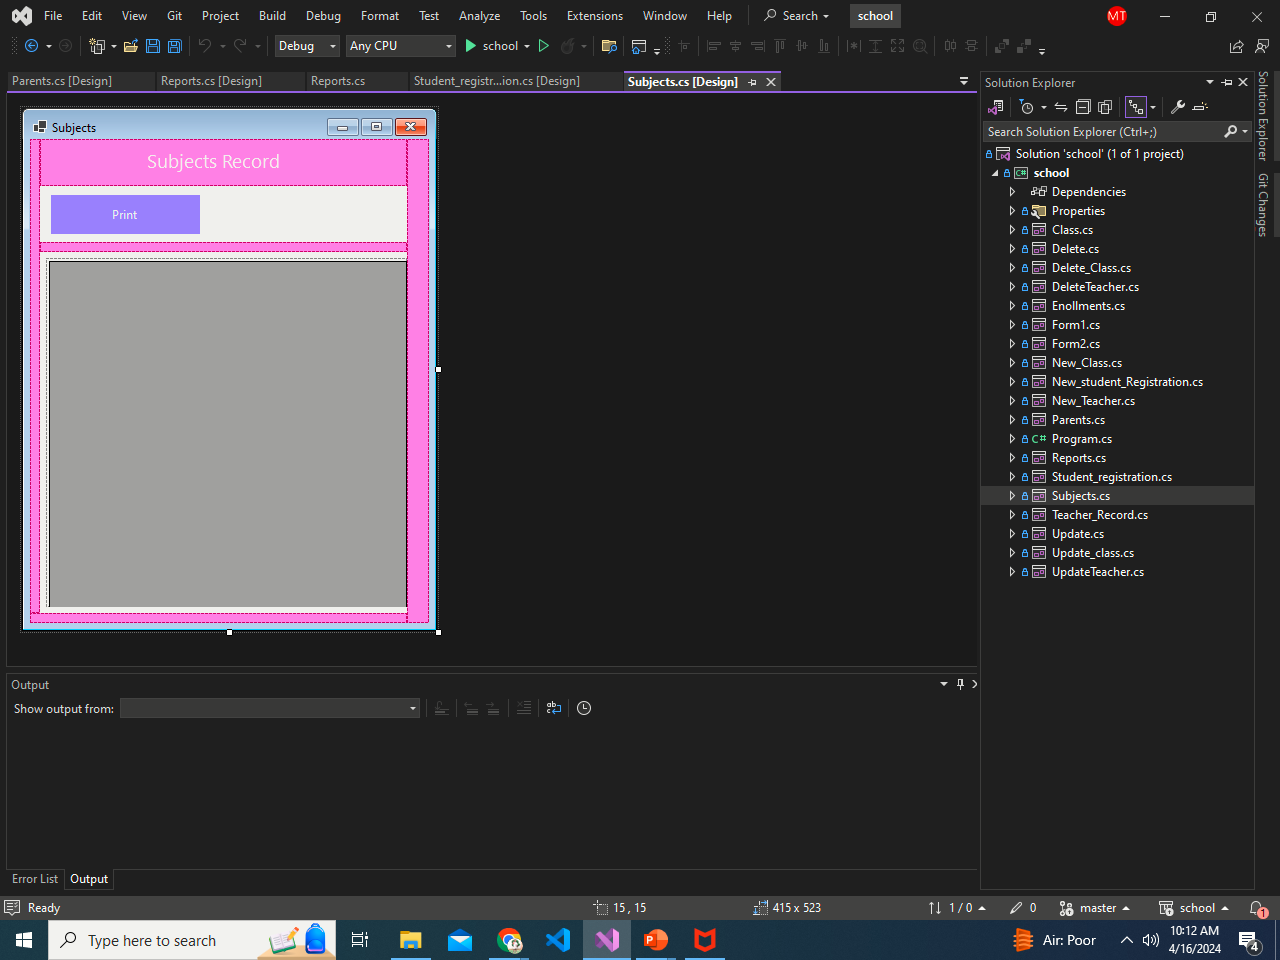 File Edit View Git Project Build Debug Format Test Analyze Tools Extensions Window Help Search school MT
Debug Any CPU school
Parents.cs [Design] Reports.cs [Design] Reports.cs Student_registr...ion.cs [Design] Subjects.cs [Design]
Subjects
Subjects Record
Print
Output
Show output from:
Error List Output
Solution Explorer
Search Solution Explorer (Ctrl+;)
Solution 'school' (1 of 1 project)
school
Dependencies
Properties
Class.cs
Delete.cs
Delete_Class.cs
DeleteTeacher.cs
Enollments.cs
Form1.cs
Form2.cs
New_Class.cs
New_student_Registration.cs
New_Teacher.cs
Parents.cs
C# Program.cs
Reports.cs
Student_registration.cs
Subjects.cs
Teacher_Record.cs
Update.cs
Update_class.cs
UpdateTeacher.cs
Solution Explorer
Git Changes
Ready 15 , 15 415 x 523 1 / 0 0 master school 1
Type here to search Air: Poor 10:12 AM
4/16/2024 4